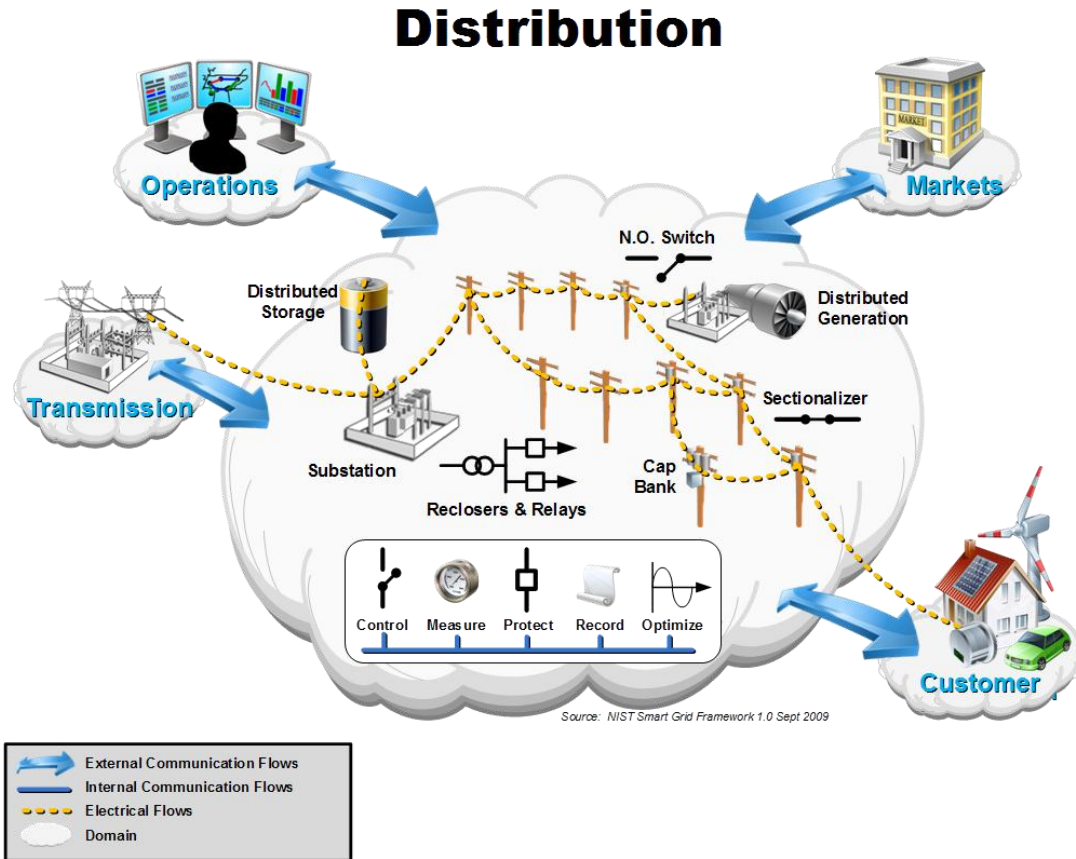 Distribution
MARKET
Operations
Markets
N.O. Switch
Distributed
Storage
Distributed
Generation
Transmission
Sectionalizer
Substation
Cap
Bank
Reclosers & Relays
Control Measure Protect Record Optimize
Customer
Source: NIST Smart Grid Framework 1.0 Sept 2009
External Communication Flows
Internal Communication Flows
Electrical Flows
Domain